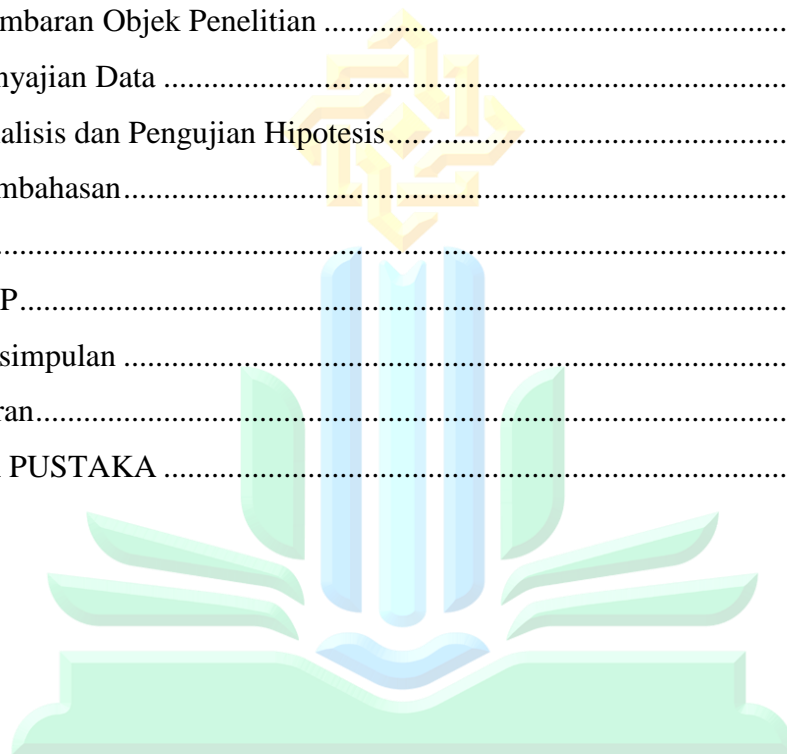 mbaran Objek Penelitian ..........................................................
nyajian Data ..............................................................................
alisis dan Pengujian Hipotesis..................................................
mbahasan...................................................................................
..................................................................................................
P................................................................................................
simpulan ...................................................................................
ran..............................................................................................
PUSTAKA ..............................................................................